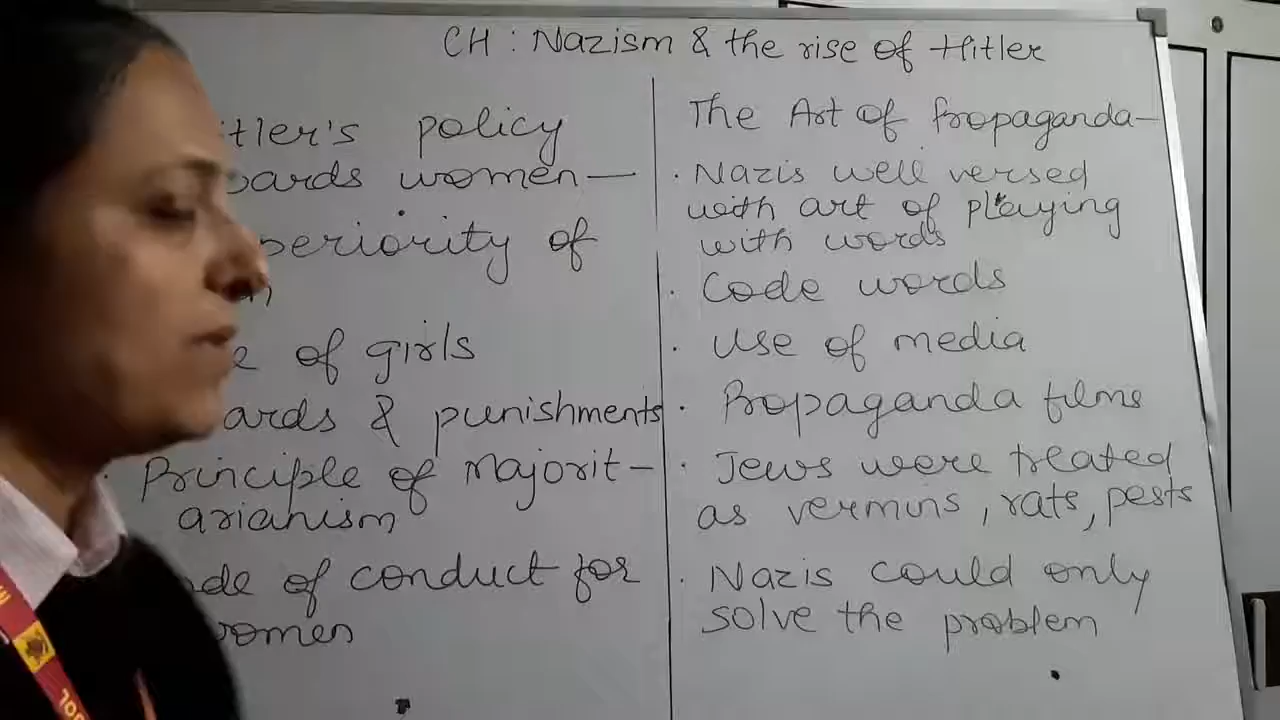 CH : Nazism & the rise of Hitler
itler's policy
wards women—
periority of
e of girls
ards & punishments
· Principle of Majorit-
arianism
de of conduct for
women
The Art of Propaganda—
· Nazis well versed
with art of playing
with words
· Code words
· Use of media
· Propaganda films
· Jews were treated
as vermins, rats, pests
· Nazis could only
solve the problem